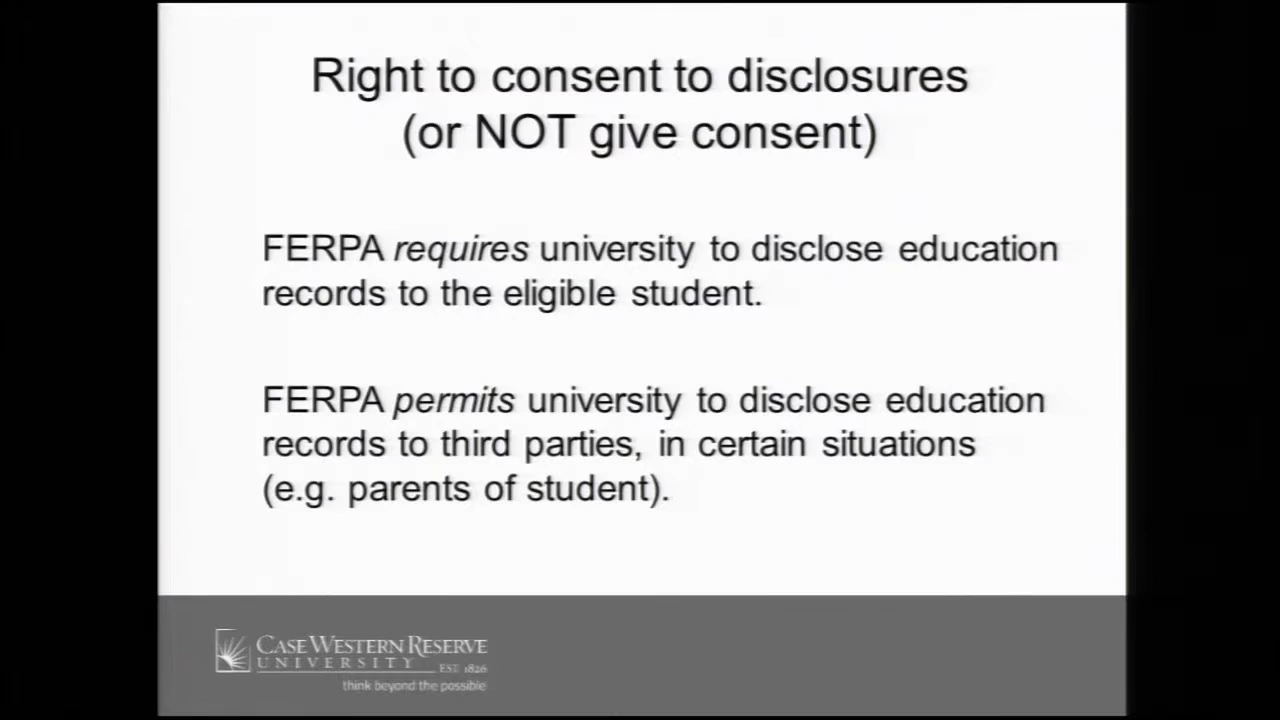 Right to consent to disclosures
(or NOT give consent)
FERPA requires university to disclose education
records to the eligible student.
FERPA permits university to disclose education
records to third parties, in certain situations
(e.g. parents of student).
CASE WESTERN RESERVE
UNIVERSITY EST. 1826
think beyond the possible